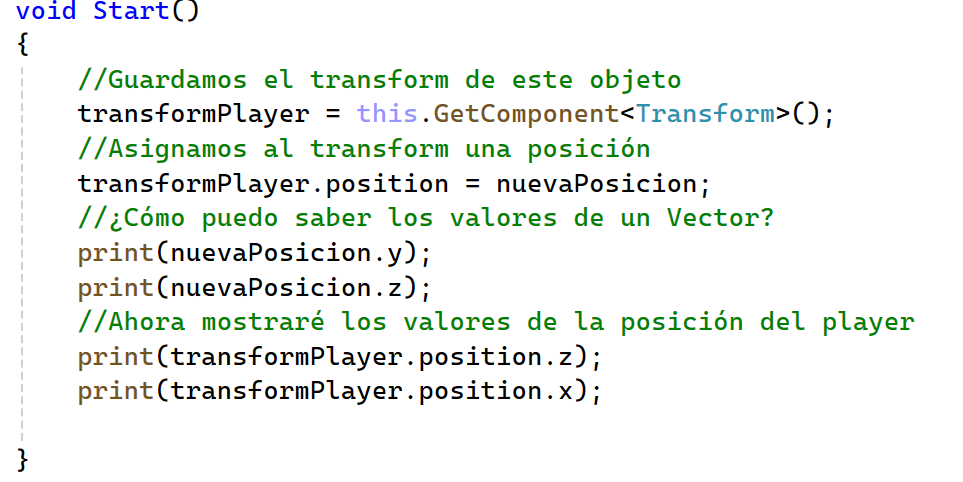 void Start()
{
//Guardamos el transform de este objeto
transformPlayer = this.GetComponent<Transform>();
//Asignamos al transform una posición
transformPlayer.position = nuevaPosicion;
//¿Cómo puedo saber los valores de un Vector?
print(nuevaPosicion.y);
print(nuevaPosicion.z);
//Ahora mostraré los valores de la posición del player
print(transformPlayer.position.z);
print(transformPlayer.position.x);
}